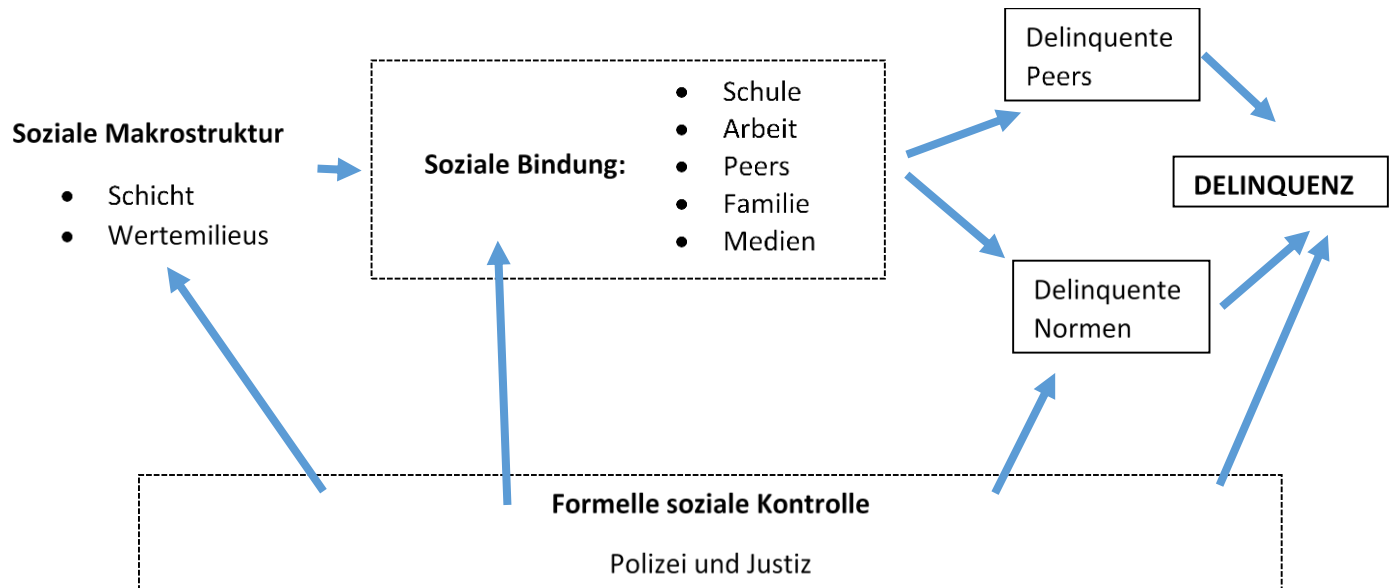 Soziale Makrostruktur
• Schicht
• Wertemilieus
Soziale Bindung:
• Schule
• Arbeit
• Peers
• Familie
• Medien
Delinquente
Peers
Delinquente
Normen
DELINQUENZ
Formelle soziale Kontrolle
Polizei und Justiz